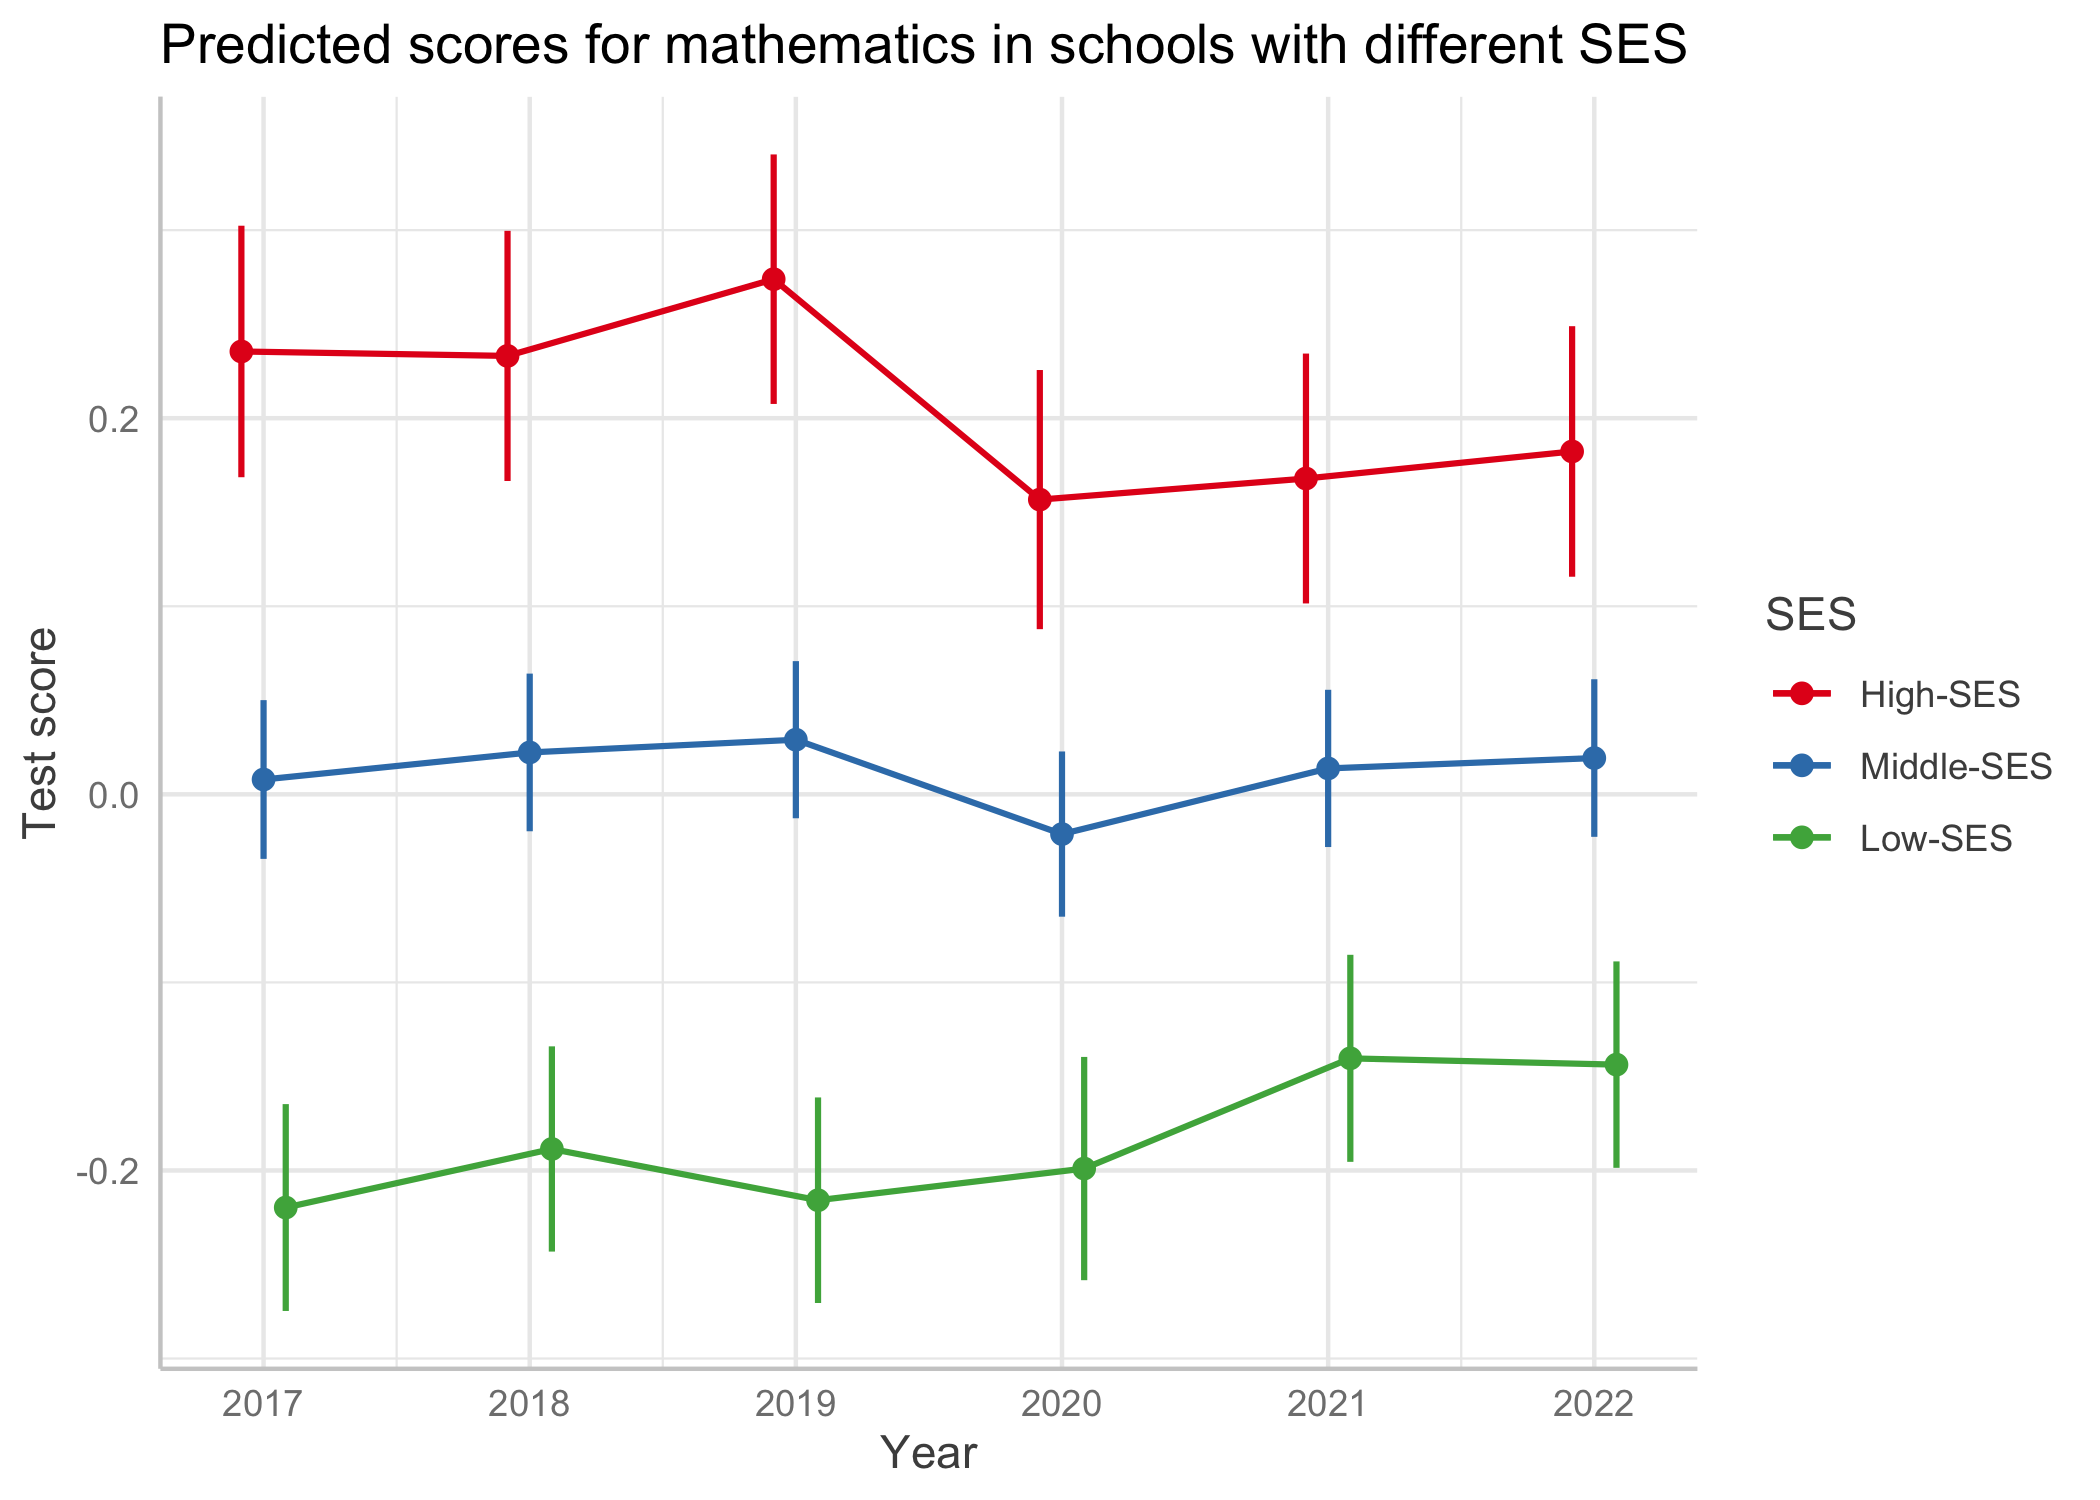 Predicted scores for mathematics in schools with different SES
Test score
0.2
0.0
-0.2
2017 2018 2019 2020 2021 2022
Year
SES
High-SES
Middle-SES
Low-SES